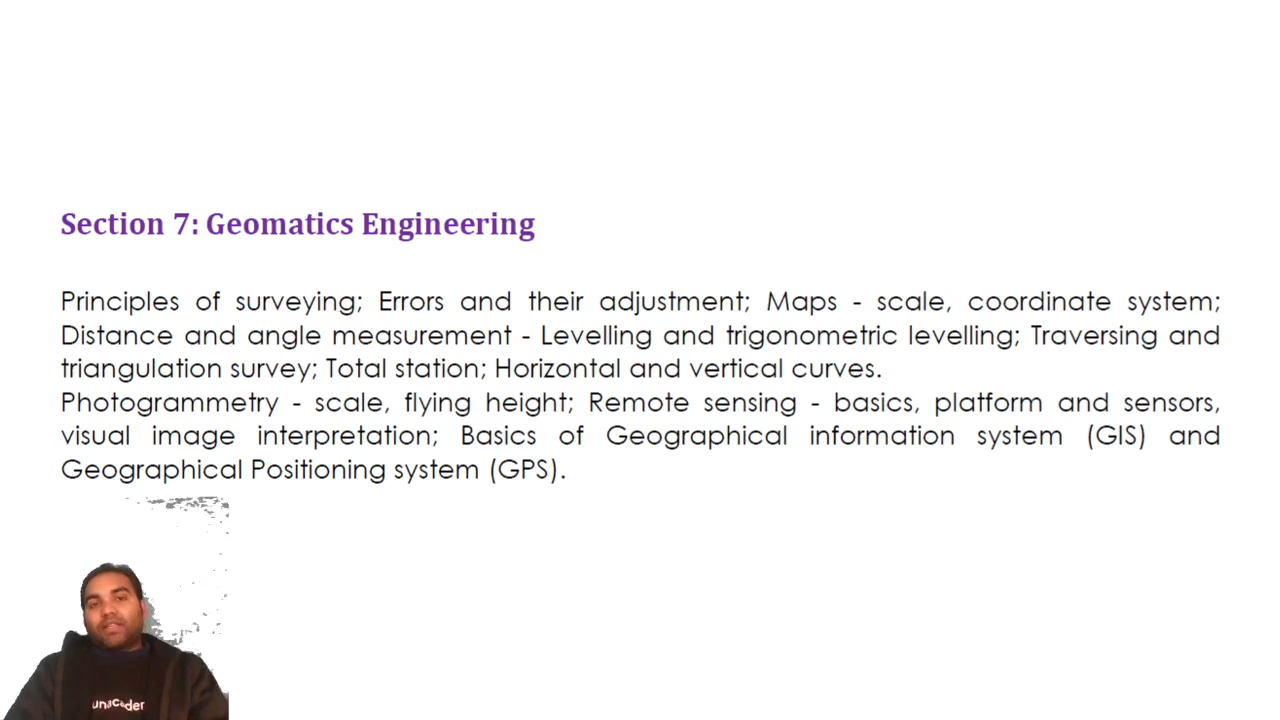 Section 7: Geomatics Engineering
Principles of surveying; Errors and their adjustment; Maps - scale, coordinate system;
Distance and angle measurement - Levelling and trigonometric levelling; Traversing and
triangulation survey; Total station; Horizontal and vertical curves.
Photogrammetry - scale, flying height; Remote sensing - basics, platform and sensors,
visual image interpretation; Basics of Geographical information system (GIS) and
Geographical Positioning system (GPS).